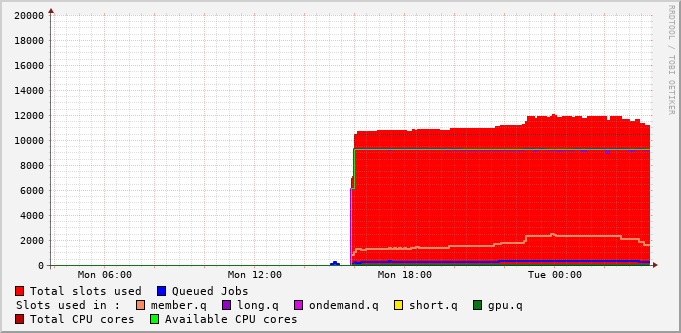 20000
18000
16000
14000
12000
10000
8000
6000
4000
2000
0
Mon 06:00 Mon 12:00 Mon 18:00 Tue 00:00
Total slots used Queued Jobs
Slots used in : member.q long.q ondemand.q short.q gpu.q
Total CPU cores Available CPU cores
RRDTOOL / TOBI OETIKER